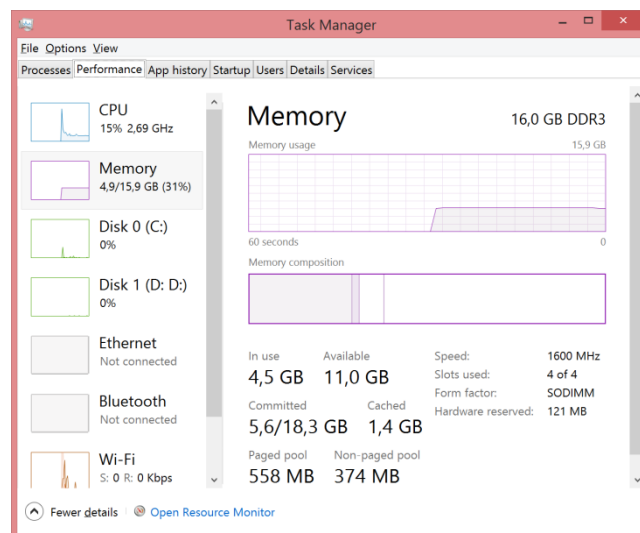 Task Manager
File Options View
Processes Performance App history Startup Users Details Services
CPU
15% 2,69 GHz
Memory
4,9/15,9 GB (31%)
Disk 0 (C:)
0%
Disk 1 (D: D:)
0%
Ethernet
Not connected
Bluetooth
Not connected
Wi-Fi
S: 0 R: 0 Kbps
Memory 16,0 GB DDR3
Memory usage 15,9 GB
60 seconds 0
Memory composition
In use Available
4,5 GB 11,0 GB
Committed Cached
5,6/18,3 GB 1,4 GB
Paged pool Non-paged pool
558 MB 374 MB
Speed: 1600 MHz
Slots used: 4 of 4
Form factor: SODIMM
Hardware reserved: 121 MB
Fewer details Open Resource Monitor